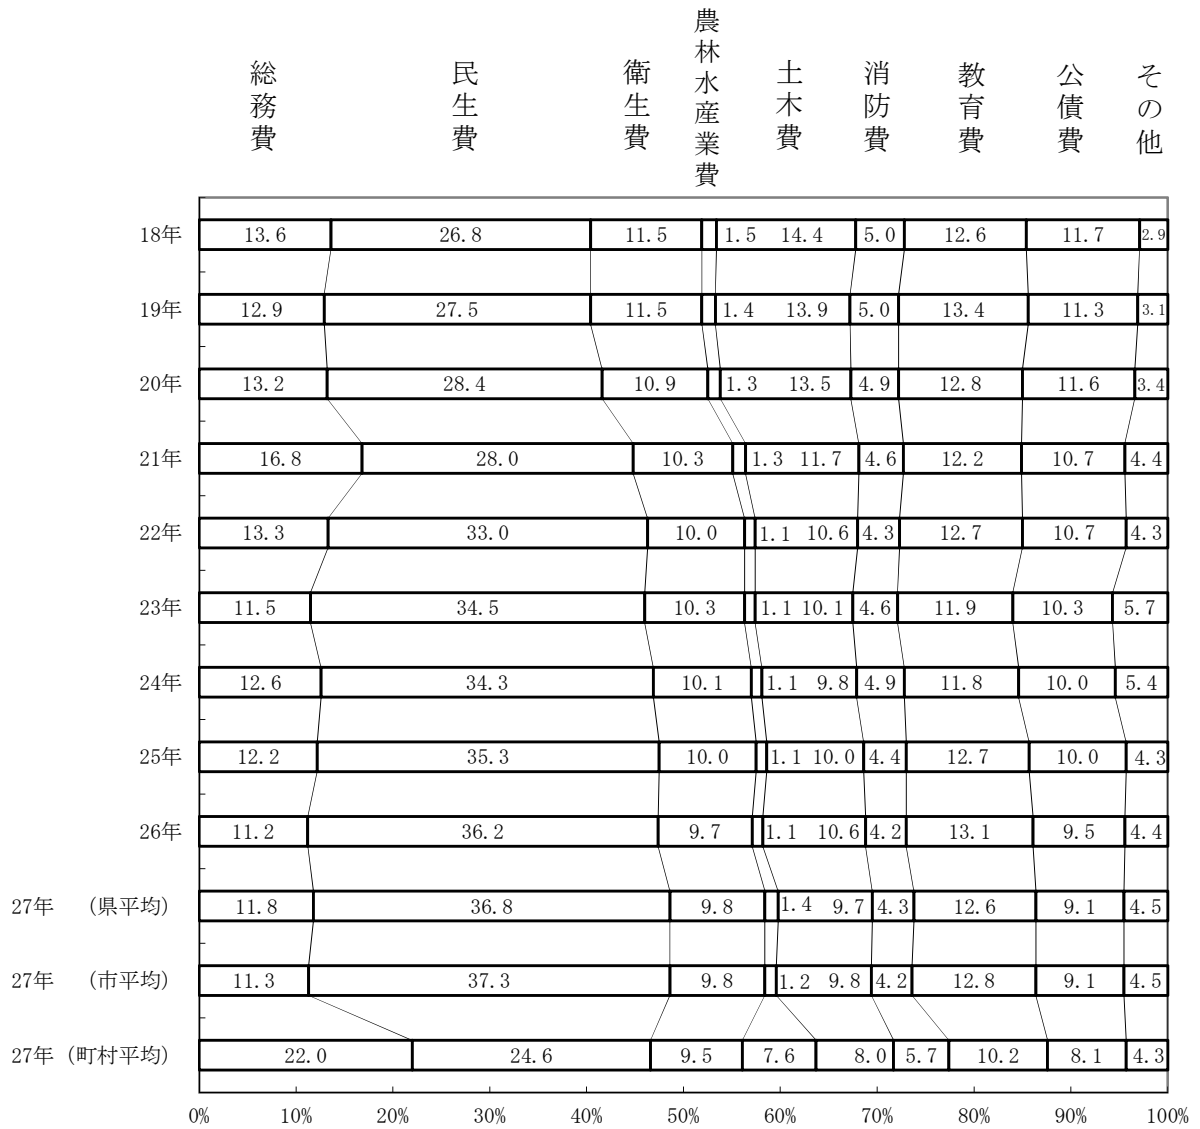 総務費
民生費
衛生費
農林水産業費
土木費
消防費
教育費
公債費
その他
18年 13.6 26.8 11.5 1.5 14.4 5.0 12.6 11.7 2.9
19年 12.9 27.5 11.5 1.4 13.9 5.0 13.4 11.3 3.1
20年 13.2 28.4 10.9 1.3 13.5 4.9 12.8 11.6 3.4
21年 16.8 28.0 10.3 1.3 11.7 4.6 12.2 10.7 4.4
22年 13.3 33.0 10.0 1.1 10.6 4.3 12.7 10.7 4.3
23年 11.5 34.5 10.3 1.1 10.1 4.6 11.9 10.3 5.7
24年 12.6 34.3 10.1 1.1 9.8 4.9 11.8 10.0 5.4
25年 12.2 35.3 10.0 1.1 10.0 4.4 12.7 10.0 4.3
26年 11.2 36.2 9.7 1.1 10.6 4.2 13.1 9.5 4.4
27年 （県平均） 11.8 36.8 9.8 1.4 9.7 4.3 12.6 9.1 4.5
27年 （市平均） 11.3 37.3 9.8 1.2 9.8 4.2 12.8 9.1 4.5
27年（町村平均） 22.0 24.6 9.5 7.6 8.0 5.7 10.2 8.1 4.3
0% 10% 20% 30% 40% 50% 60% 70% 80% 90% 100%